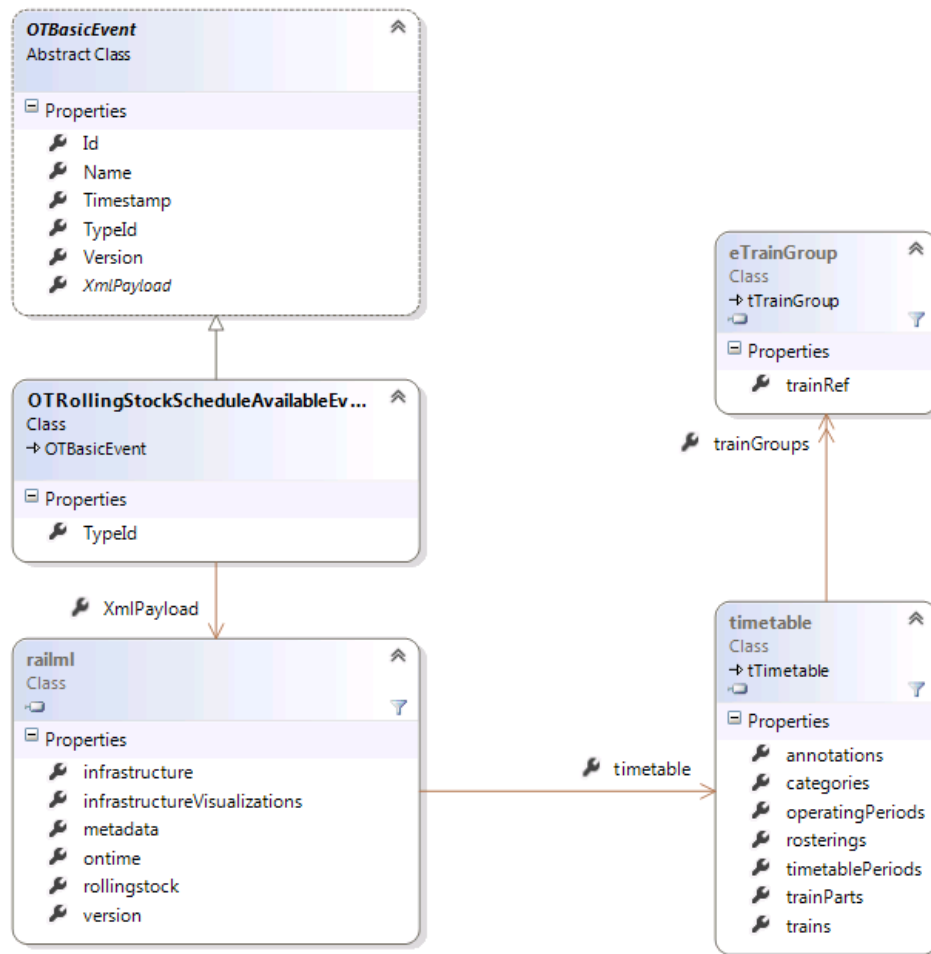 OTBasicEvent
Abstract Class
Properties
Id
Name
Timestamp
TypeId
Version
XmlPayload
OTRollingStockScheduleAvailableEv...
Class
OTBasicEvent
Properties
TypeId
XmlPayload
railml
Class
Properties
infrastructure
infrastructureVisualizations
metadata
ontime
rollingstock
version
timetable
eTrainGroup
Class
tTrainGroup
Properties
trainRef
trainGroups
timetable
Class
tTimetable
Properties
annotations
categories
operatingPeriods
rosterings
timetablePeriods
trainParts
trains